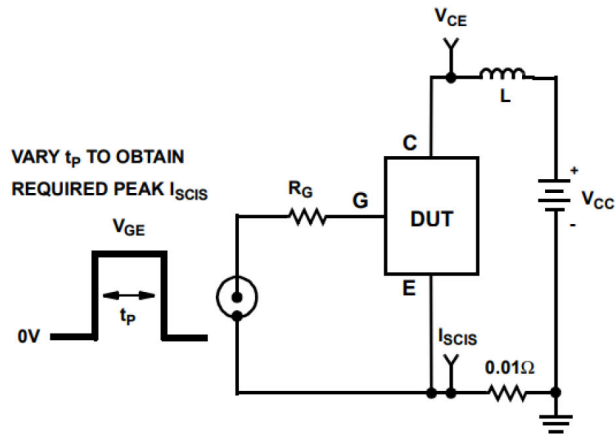 VCE
L
C
VARY tP TO OBTAIN
REQUIRED PEAK ISCIS
RG
G
DUT
+
VCC
-
VGE
E
tP
0V
ISCIS
0.01Ω